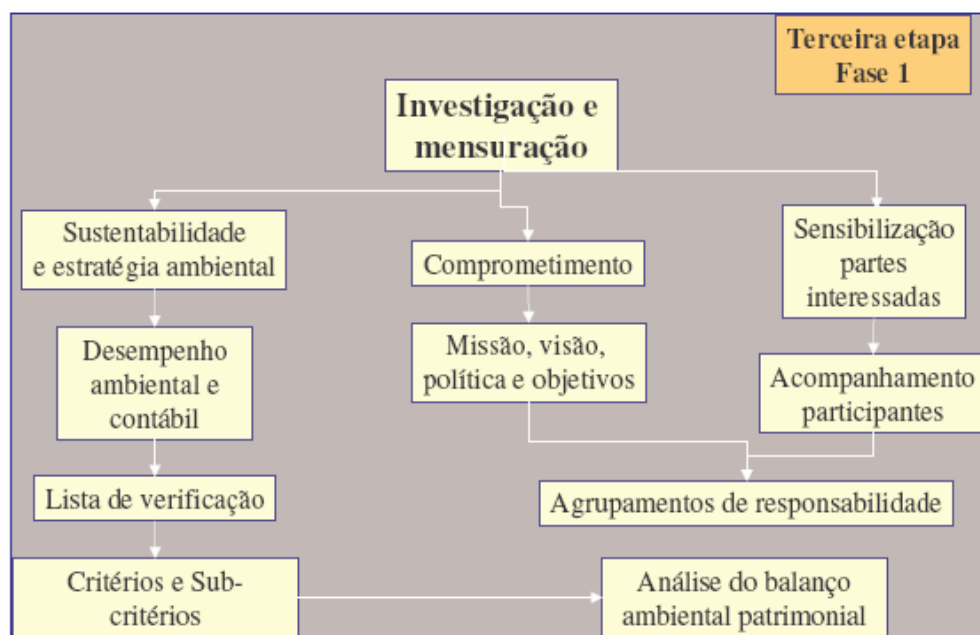 Terceira etapa
Fase 1
Investigação e
mensuração
Sustentabilidade
e estratégia ambiental
Comprometimento
Sensibilização
partes
interessadas
Desempenho
ambiental e
contábil
Missão, visão,
política e objetivos
Acompanhamento
participantes
Lista de verificação
Agrupamentos de responsabilidade
Critérios e Sub-
critérios
Análise do balanço
ambiental patrimonial